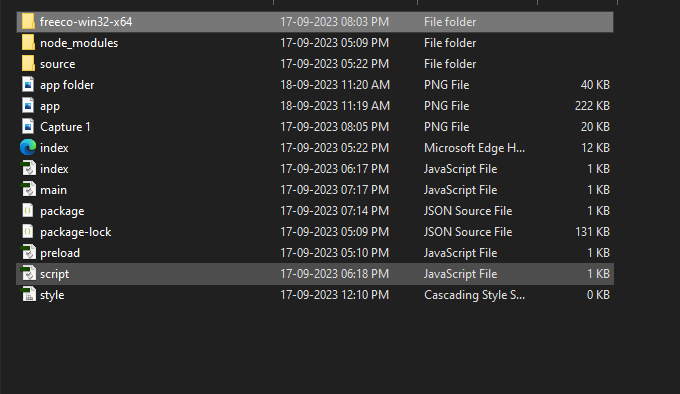 freeco-win32-x64 17-09-2023 08:03 PM File folder
node_modules 17-09-2023 05:09 PM File folder
source 17-09-2023 05:22 PM File folder
app folder 18-09-2023 11:20 AM PNG File 40 KB
app 18-09-2023 11:19 AM PNG File 222 KB
Capture 1 17-09-2023 08:05 PM PNG File 20 KB
index 17-09-2023 05:22 PM Microsoft Edge H... 12 KB
index 17-09-2023 06:17 PM JavaScript File 1 KB
main 17-09-2023 07:17 PM JavaScript File 1 KB
package 17-09-2023 07:14 PM JSON Source File 1 KB
package-lock 17-09-2023 05:09 PM JSON Source File 131 KB
preload 17-09-2023 05:10 PM JavaScript File 1 KB
script 17-09-2023 06:18 PM JavaScript File 1 KB
style 17-09-2023 12:10 PM Cascading Style S... 0 KB